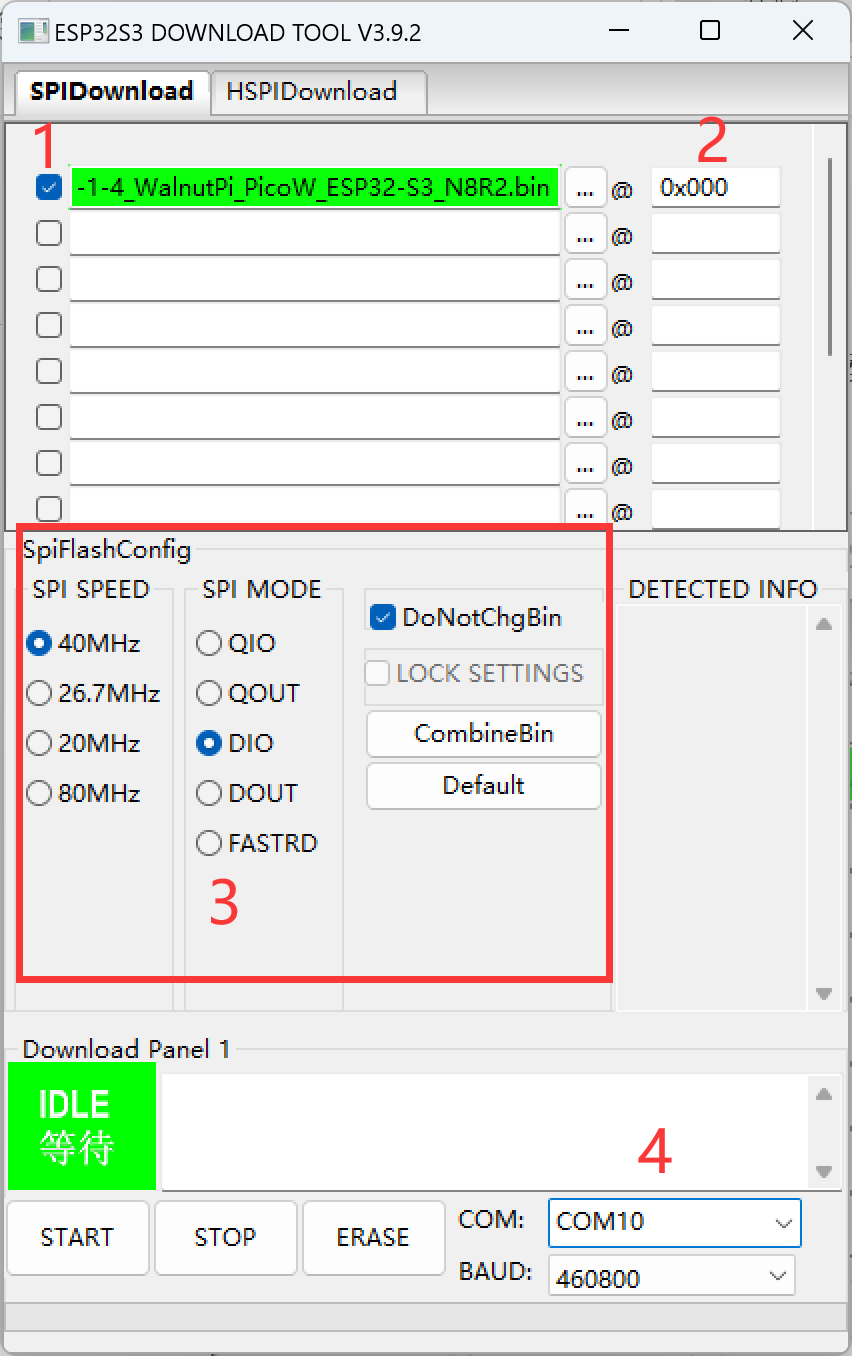 ESP32S3 DOWNLOAD TOOL V3.9.2
SPIDownload HSPIDownload
1 2
-1-4_WalnutPi_PicoW_ESP32-S3_N8R2.bin ... @ 0x000
... @
... @
... @
... @
... @
... @
... @
SpiFlashConfig
SPI SPEED SPI MODE DETECTED INFO
DoNotChgBin
40MHz QIO
LOCK SETTINGS
26.7MHz QOUT
CombineBin
20MHz DIO
Default
80MHz DOUT
FASTRD
3
Download Panel 1
IDLE
等待
4
START STOP ERASE
COM: COM10
BAUD: 460800